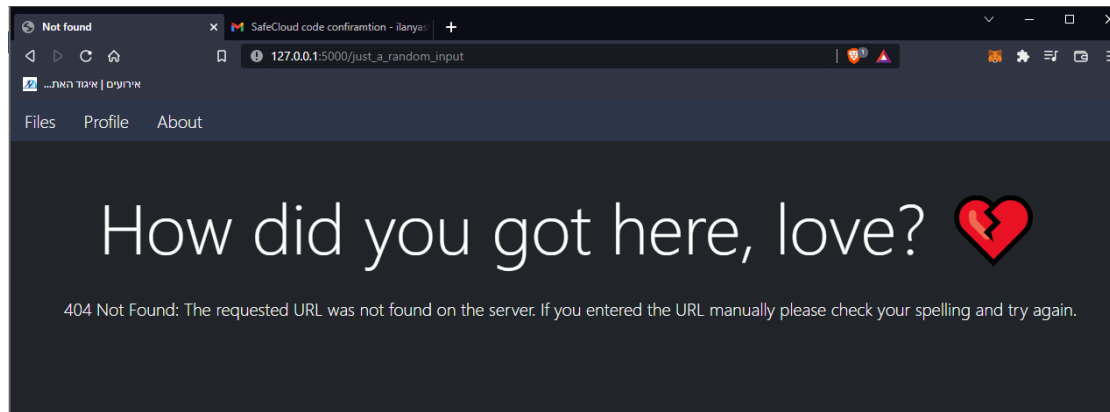 Not found
SafeCloud code confiramtion - ilanyas
127.0.0.1:5000/just_a_random_input
1
אירועים | איגוד האת...
Files Profile About
How did you got here, love? 💔
404 Not Found: The requested URL was not found on the server. If you entered the URL manually please check your spelling and try again.